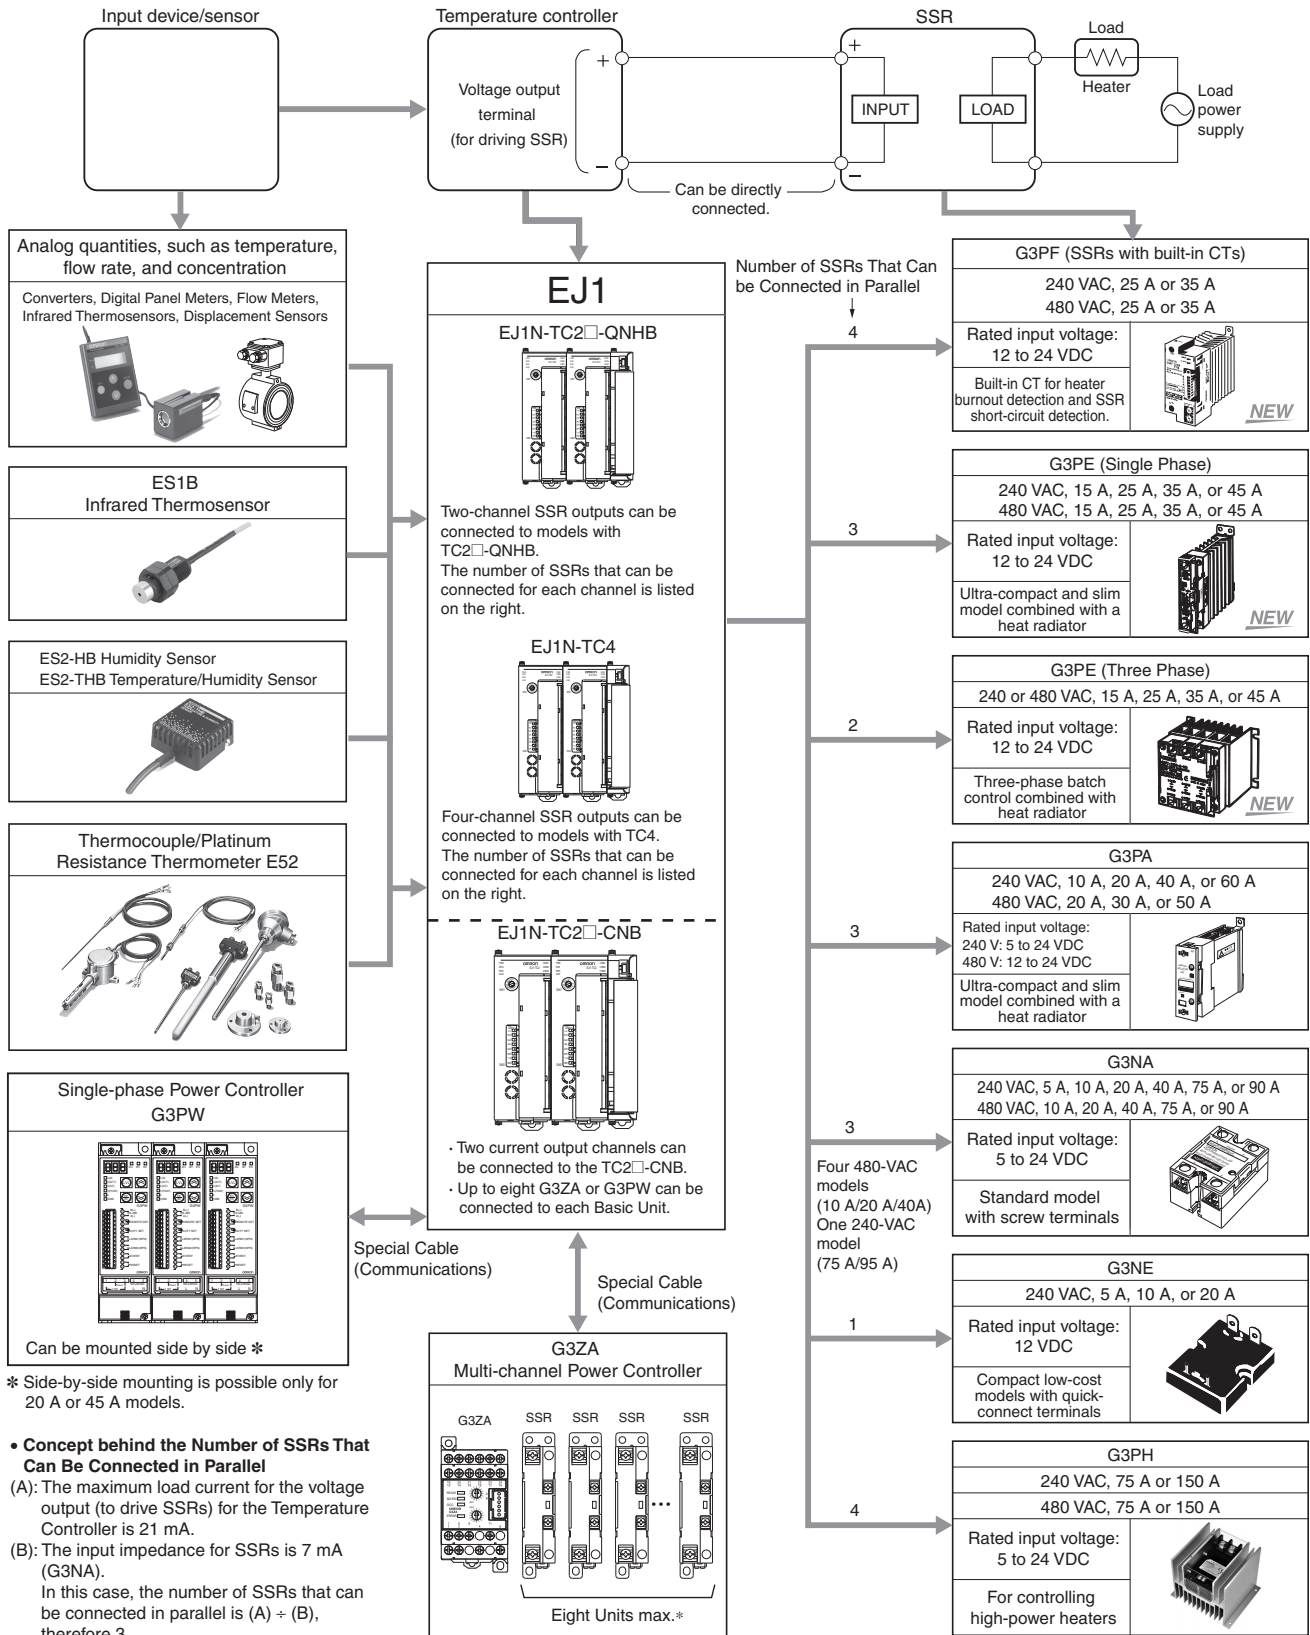 Input device/sensor
Temperature controller
SSR
Load
Heater
Load
power
supply
Voltage output
terminal
(for driving SSR)
+
−
+
−
INPUT
LOAD
Can be directly
connected.
Analog quantities, such as temperature,
flow rate, and concentration
Converters, Digital Panel Meters, Flow Meters,
Infrared Thermosensors, Displacement Sensors
ES1B
Infrared Thermosensor
ES2-HB Humidity Sensor
ES2-THB Temperature/Humidity Sensor
Thermocouple/Platinum
Resistance Thermometer E52
Single-phase Power Controller
G3PW
Can be mounted side by side ✻
✻ Side-by-side mounting is possible only for
20 A or 45 A models.
• Concept behind the Number of SSRs That
Can Be Connected in Parallel
(A): The maximum load current for the voltage
output (to drive SSRs) for the Temperature
Controller is 21 mA.
(B): The input impedance for SSRs is 7 mA
(G3NA).
In this case, the number of SSRs that can
be connected in parallel is (A) ÷ (B),
therefore 3.
EJ1
EJ1N-TC2□-QNHB
Two-channel SSR outputs can be
connected to models with
TC2□-QNHB.
The number of SSRs that can be
connected for each channel is listed
on the right.
EJ1N-TC4
Four-channel SSR outputs can be
connected to models with TC4.
The number of SSRs that can be
connected for each channel is listed
on the right.
EJ1N-TC2□-CNB
· Two current output channels can
be connected to the TC2□-CNB.
· Up to eight G3ZA or G3PW can be
connected to each Basic Unit.
Special Cable
(Communications)
Special Cable
(Communications)
G3ZA
Multi-channel Power Controller
G3ZA
SSR SSR SSR SSR
Eight Units max.✻
Number of SSRs That Can
be Connected in Parallel
4
3
2
3
3
Four 480-VAC
models
(10 A/20 A/40A)
One 240-VAC
model
(75 A/95 A)
1
4
G3PF (SSRs with built-in CTs)
240 VAC, 25 A or 35 A
480 VAC, 25 A or 35 A
Rated input voltage:
12 to 24 VDC
Built-in CT for heater
burnout detection and SSR
short-circuit detection.
NEW
G3PE (Single Phase)
240 VAC, 15 A, 25 A, 35 A, or 45 A
480 VAC, 15 A, 25 A, 35 A, or 45 A
Rated input voltage:
12 to 24 VDC
Ultra-compact and slim
model combined with a
heat radiator
NEW
G3PE (Three Phase)
240 or 480 VAC, 15 A, 25 A, 35 A, or 45 A
Rated input voltage:
12 to 24 VDC
Three-phase batch
control combined with
heat radiator
NEW
G3PA
240 VAC, 10 A, 20 A, 40 A, or 60 A
480 VAC, 20 A, 30 A, or 50 A
Rated input voltage:
240 V: 5 to 24 VDC
480 V: 12 to 24 VDC
Ultra-compact and slim
model combined with a
heat radiator
G3NA
240 VAC, 5 A, 10 A, 20 A, 40 A, 75 A, or 90 A
480 VAC, 10 A, 20 A, 40 A, 75 A, or 90 A
Rated input voltage:
5 to 24 VDC
Standard model
with screw terminals
G3NE
240 VAC, 5 A, 10 A, or 20 A
Rated input voltage:
12 VDC
Compact low-cost
models with quick-
connect terminals
G3PH
240 VAC, 75 A or 150 A
480 VAC, 75 A or 150 A
Rated input voltage:
5 to 24 VDC
For controlling
high-power heaters